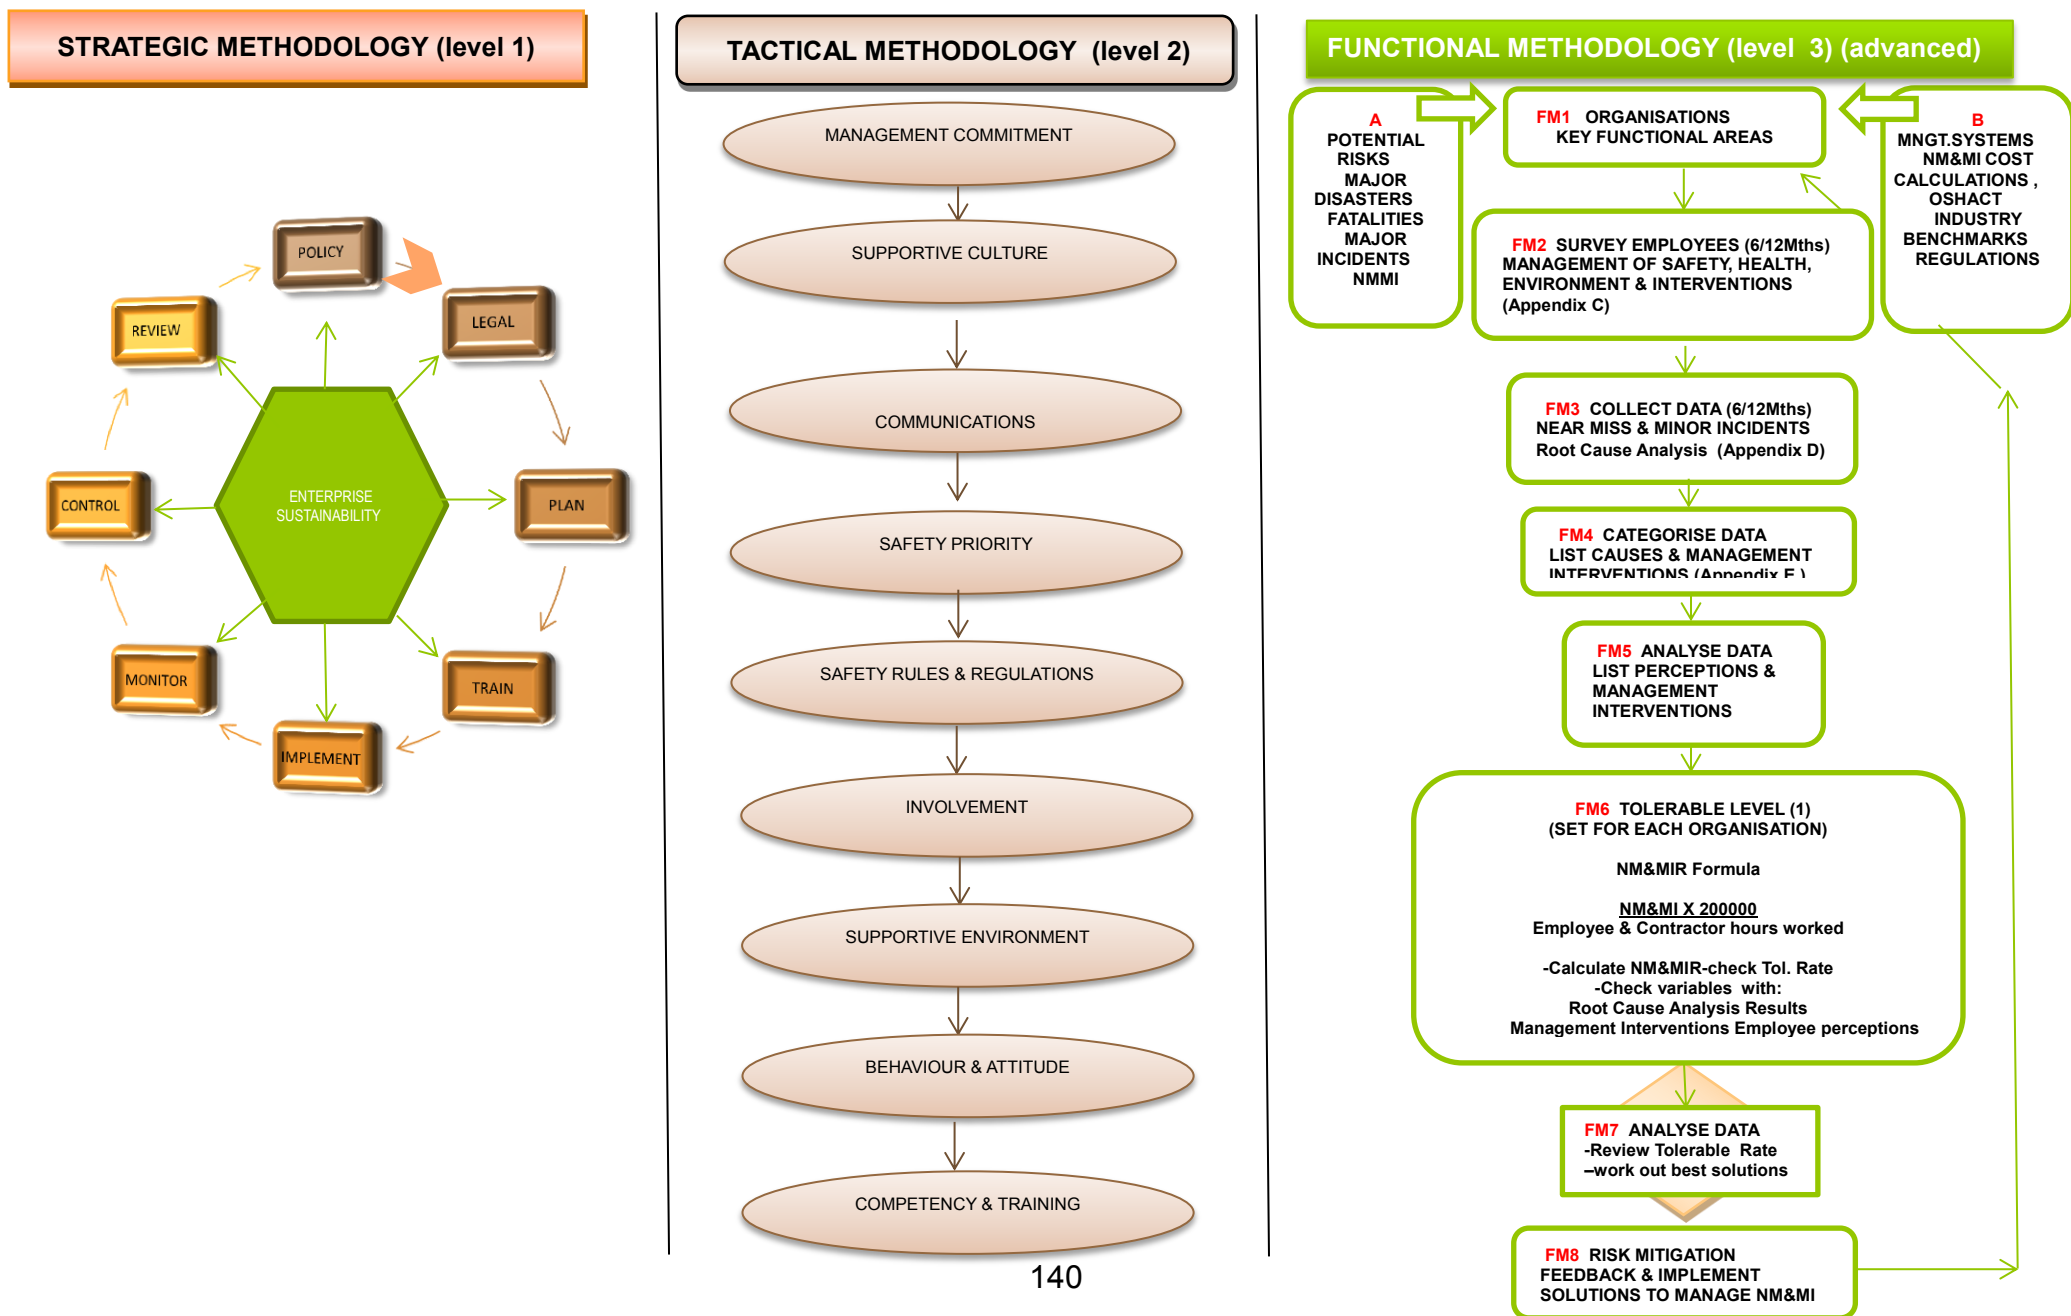 STRATEGIC METHODOLOGY (level 1)
POLICY
LEGAL
PLAN
TRAIN
IMPLEMENT
MONITOR
CONTROL
REVIEW
ENTERPRISE
SUSTAINABILITY
TACTICAL METHODOLOGY (level 2)
MANAGEMENT COMMITMENT
SUPPORTIVE CULTURE
COMMUNICATIONS
SAFETY PRIORITY
SAFETY RULES & REGULATIONS
INVOLVEMENT
SUPPORTIVE ENVIRONMENT
BEHAVIOUR & ATTITUDE
COMPETENCY & TRAINING
140
FUNCTIONAL METHODOLOGY (level 3) (advanced)
A
POTENTIAL
RISKS
MAJOR
DISASTERS
FATALITIES
MAJOR
INCIDENTS
NMMI
FM1 ORGANISATIONS
KEY FUNCTIONAL AREAS
B
MNGT.SYSTEMS
NM&MI COST
CALCULATIONS ,
OSHACT
INDUSTRY
BENCHMARKS
REGULATIONS
FM2 SURVEY EMPLOYEES (6/12Mths)
MANAGEMENT OF SAFETY, HEALTH,
ENVIRONMENT & INTERVENTIONS
(Appendix C)
FM3 COLLECT DATA (6/12Mths)
NEAR MISS & MINOR INCIDENTS
Root Cause Analysis (Appendix D)
FM4 CATEGORISE DATA
LIST CAUSES & MANAGEMENT
INTERVENTIONS (Appendix E )
FM5 ANALYSE DATA
LIST PERCEPTIONS &
MANAGEMENT
INTERVENTIONS
FM6 TOLERABLE LEVEL (1)
(SET FOR EACH ORGANISATION)
NM&MIR Formula
NM&MI X 200000
Employee & Contractor hours worked
-Calculate NM&MIR-check Tol. Rate
-Check variables with:
Root Cause Analysis Results
Management Interventions Employee perceptions
FM7 ANALYSE DATA
-Review Tolerable Rate
–work out best solutions
FM8 RISK MITIGATION
FEEDBACK & IMPLEMENT
SOLUTIONS TO MANAGE NM&MI